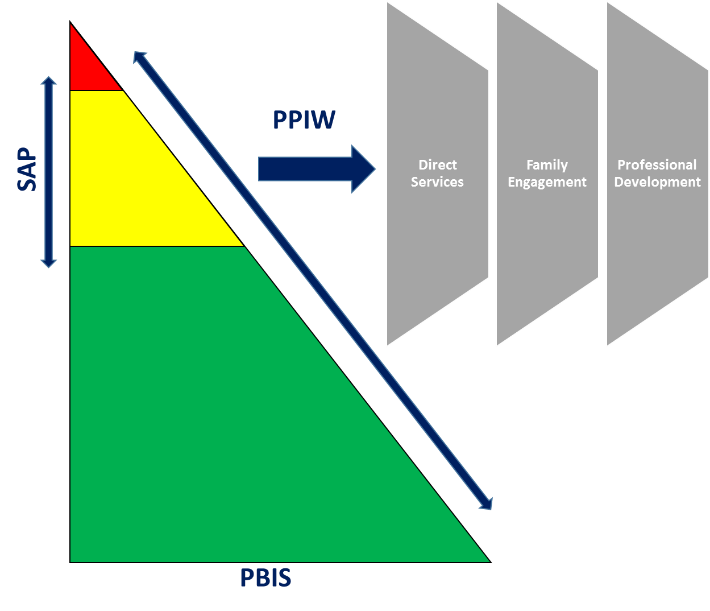 SAP
PPIW
Direct
Services
Family
Engagement
Professional
Development
PBIS